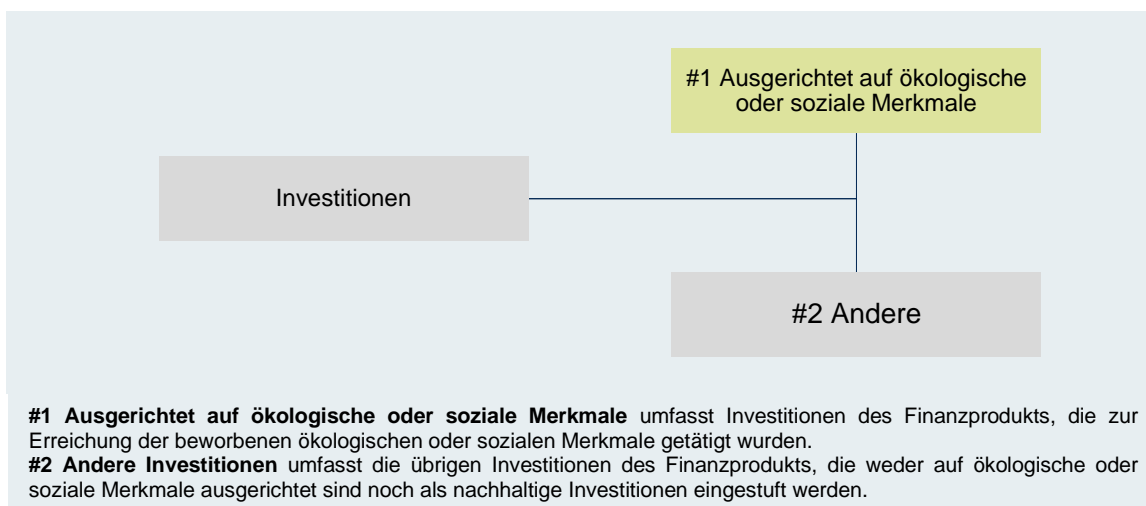 #1 Ausgerichtet auf ökologische
oder soziale Merkmale
Investitionen
#2 Andere
#1 Ausgerichtet auf ökologische oder soziale Merkmale umfasst Investitionen des Finanzprodukts, die zur
Erreichung der beworbenen ökologischen oder sozialen Merkmale getätigt wurden.
#2 Andere Investitionen umfasst die übrigen Investitionen des Finanzprodukts, die weder auf ökologische oder
soziale Merkmale ausgerichtet sind noch als nachhaltige Investitionen eingestuft werden.